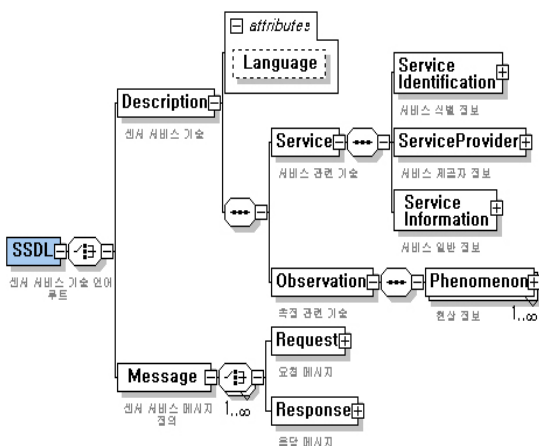 attributes
Language
Description
센서 서비스 기술
Service
서비스 관련 기술
Service
Identification
서비스 식별 정보
ServiceProvider
서비스 제공자 정보
Service
Information
서비스 일반 정보
SSDL
센서 서비스 기술 언어
루트
Observation
측정 관련 기술
Phenomenon
현상 정보
1..∞
Message
센서 서비스 메시지
정의
1..∞
Request
요청 메시지
Response
응답 메시지